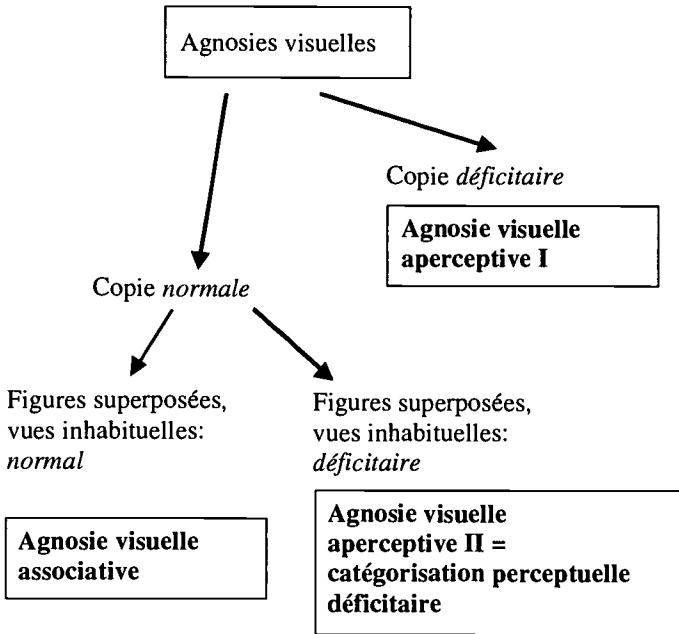 Agnosies visuelles
Copie déficitaire
Agnosie visuelle
aperceptive I
Copie normale
Figures superposées,
vues inhabituelles:
normal
Agnosie visuelle
associative
Figures superposées,
vues inhabituelles:
déficitaire
Agnosie visuelle
aperceptive II =
catégorisation perceptuelle
déficitaire